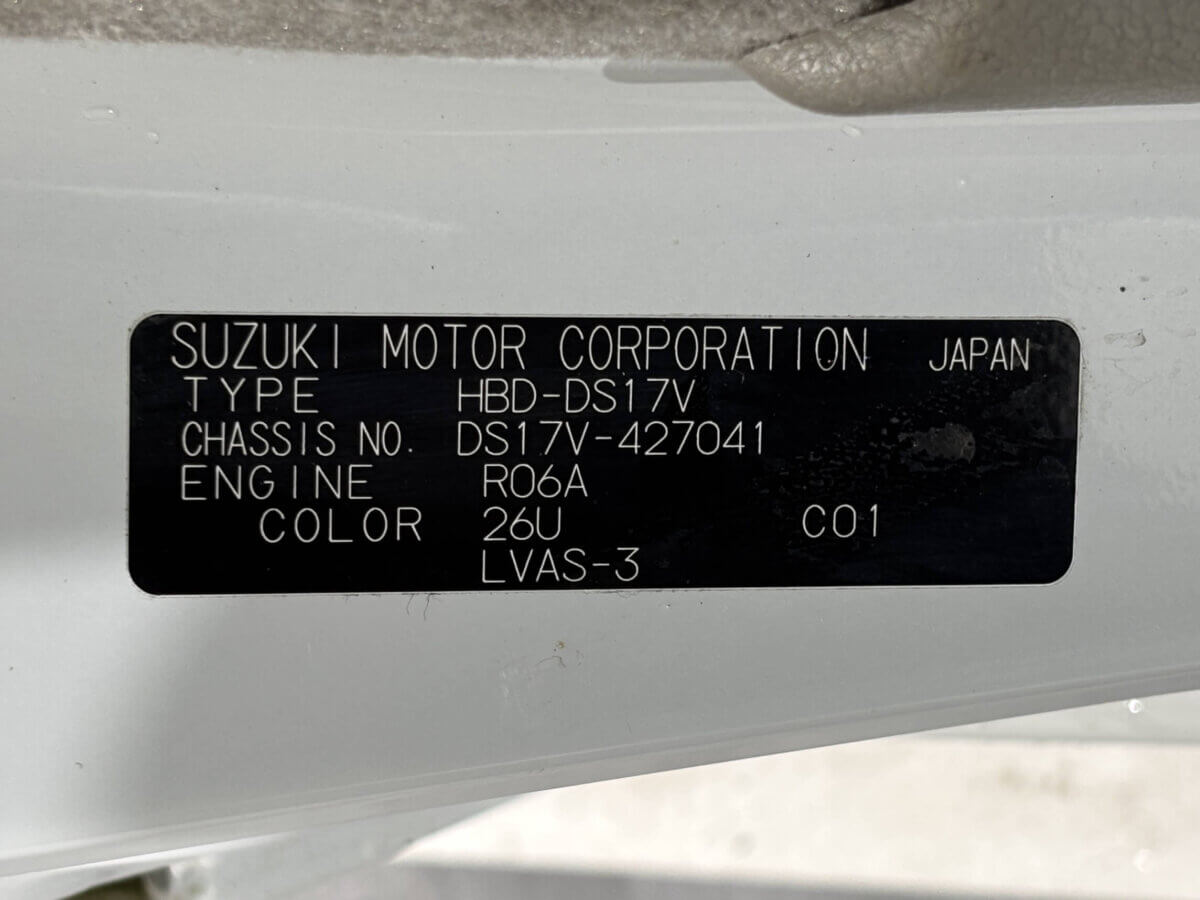 SUZUKI MOTOR CORPORATION JAPAN
TYPE HBD-DS17V
CHASSIS NO. DS17V-427041
ENGINE R06A
COLOR 26U C01
LVAS-3